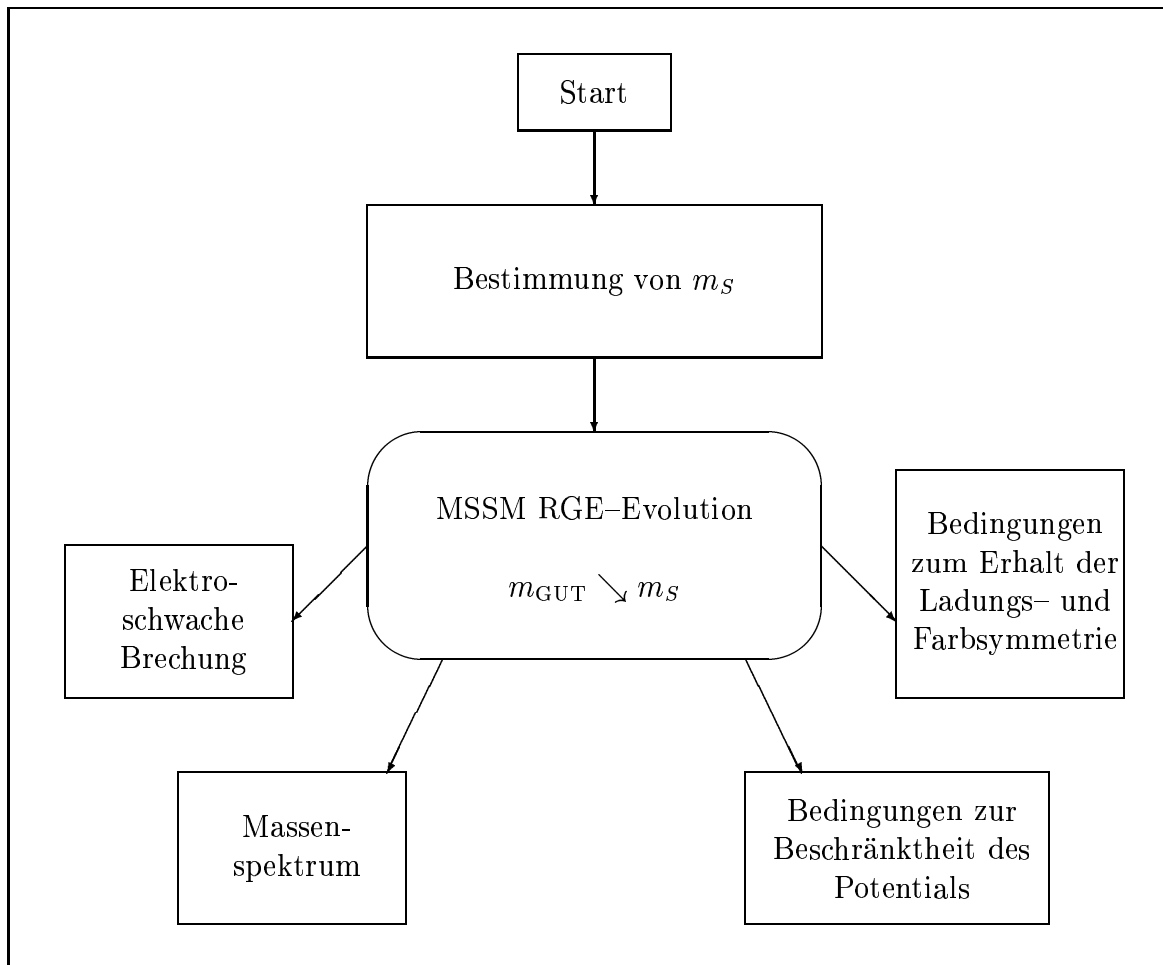 Start
Bestimmung von m_S
MSSM RGE–Evolution
m_GUT ↘ m_S
Elektro-
schwache
Brechung
Bedingungen
zum Erhalt der
Ladungs– und
Farbsymmetrie
Massen-
spektrum
Bedingungen zur
Beschränktheit des
Potentials